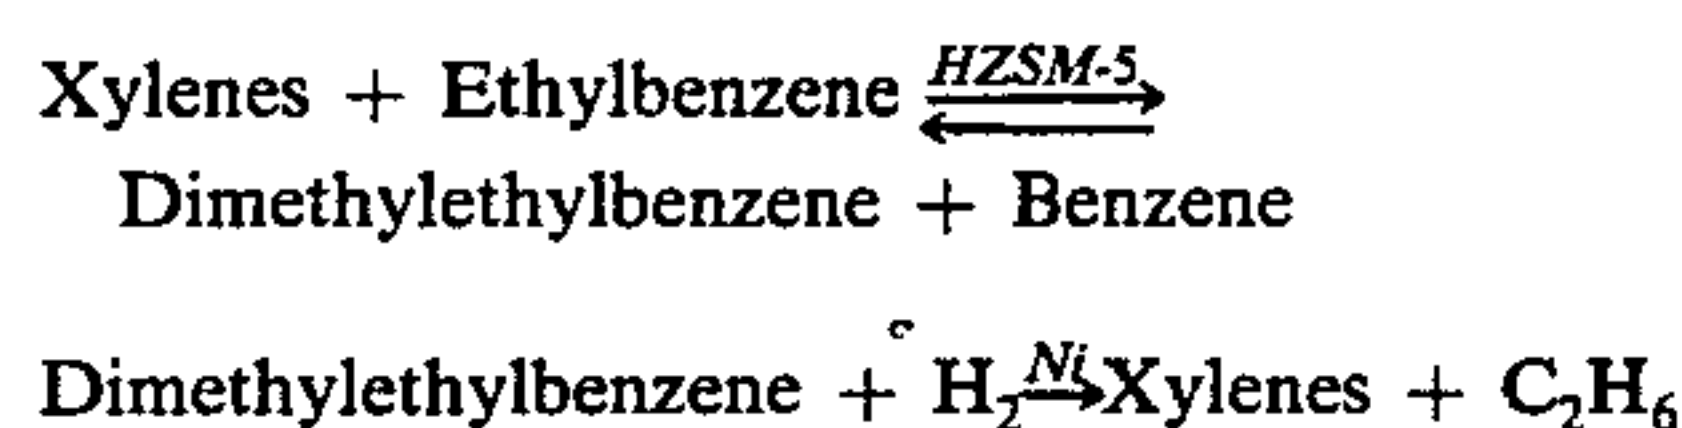 Xylenes + Ethylbenzene ⇌ HZSM-5
Dimethylethylbenzene + Benzene
Dimethylethylbenzene + H₂ →Ni Xylenes + C₂H₆